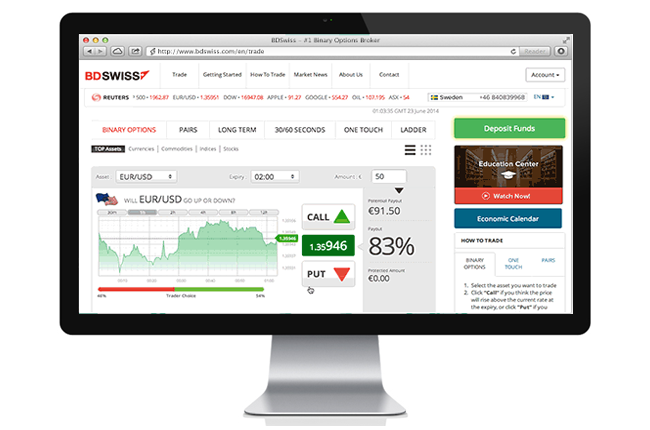 BDSwiss - #1 Binary Options Broker
http://www.bdswiss.com/en/trade
Reader
BDSWISS
Trade
Getting Started
How To Trade
Market News
About Us
Contact
Account
REUTERS 500 1962.87 EUR/USD 1.35951 DOW 16947.08 APPLE 91.27 GOOGLE 554.27 OIL 107.195 ASX 54
Sweden +46 840839968 EN
01:03:35 GMT 23 June 2014
BINARY OPTIONS
PAIRS
LONG TERM
30/60 SECONDS
ONE TOUCH
LADDER
TOP Assets
Currencies
Commodities
Indices
Stocks
Deposit Funds
Education Center
Watch Now!
Economic Calendar
Asset
EUR/USD
Expiry
02:00
Amount: €
50
WILL EUR/USD GO UP OR DOWN?
CALL
1.35946
PUT
1.35946
Potential Payout
€91.50
Payout
83%
Protected Amount
€0.00
46%
Trader Choice
54%
HOW TO TRADE
BINARY OPTIONS
ONE TOUCH
PAIRS
1. Select the asset you want to trade
2. Click "Call" if you think the price
will rise above the current rate at
the expiry, or click "Put" if you